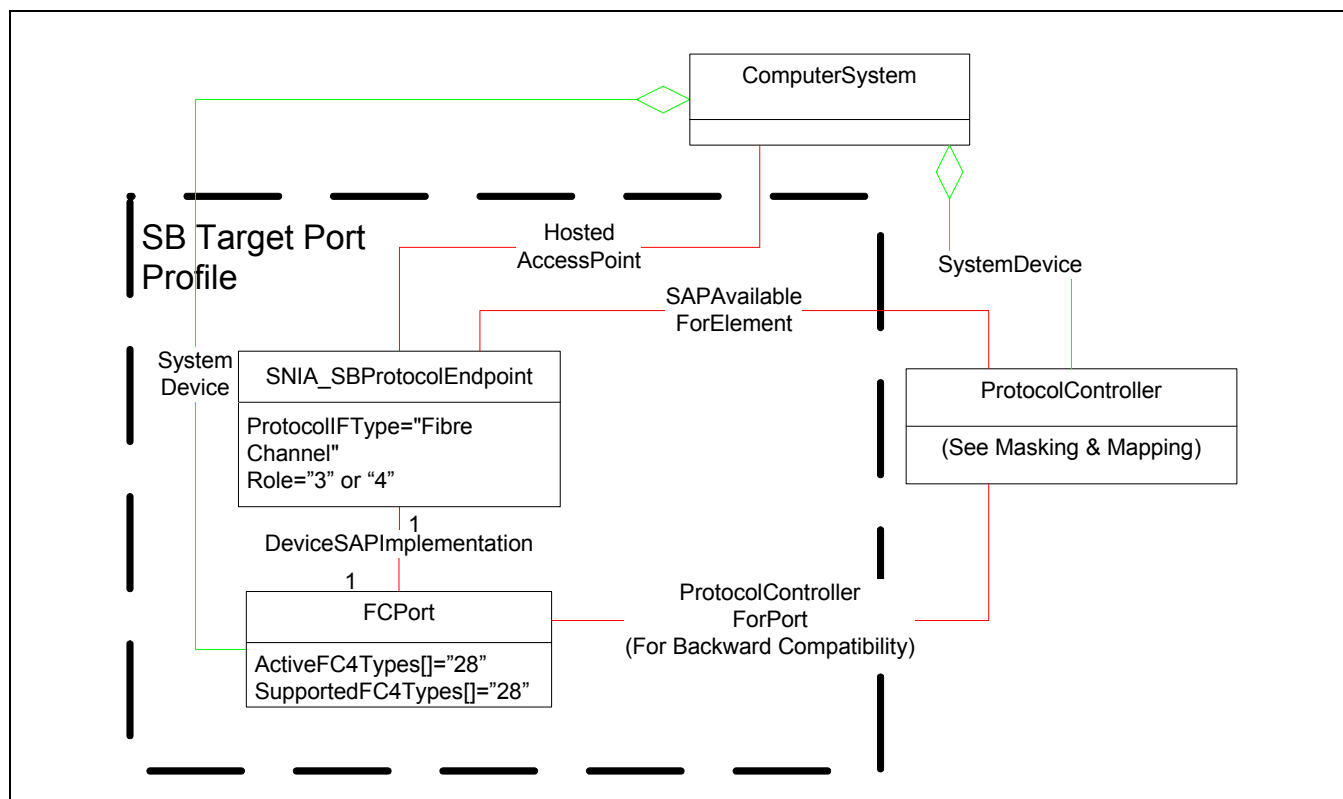 ComputerSystem
SB Target Port
Profile
Hosted
AccessPoint
SystemDevice
SAPAvailable
ForElement
System
Device
SNIA_SBProtocolEndpoint
ProtocolIFType="Fibre
Channel"
Role=”3” or “4”
ProtocolController
(See Masking & Mapping)
1
DeviceSAPImplementation
1
FCPort
ActiveFC4Types[]=”28”
SupportedFC4Types[]=”28”
ProtocolController
ForPort
(For Backward Compatibility)